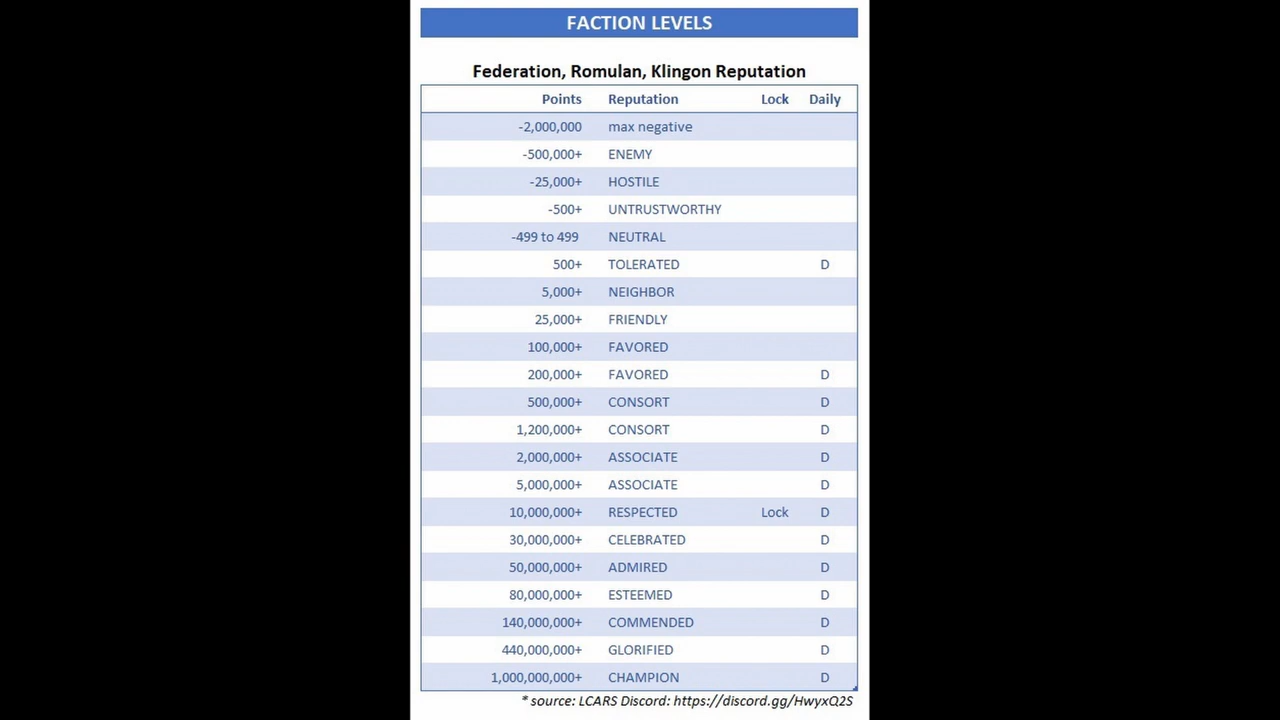 FACTION LEVELS
Federation, Romulan, Klingon Reputation
Points Reputation Lock Daily
-2,000,000 max negative
-500,000+ ENEMY
-25,000+ HOSTILE
-500+ UNTRUSTWORTHY
-499 to 499 NEUTRAL
500+ TOLERATED D
5,000+ NEIGHBOR
25,000+ FRIENDLY
100,000+ FAVORED
200,000+ FAVORED D
500,000+ CONSORT D
1,200,000+ CONSORT D
2,000,000+ ASSOCIATE D
5,000,000+ ASSOCIATE D
10,000,000+ RESPECTED Lock D
30,000,000+ CELEBRATED D
50,000,000+ ADMIRED D
80,000,000+ ESTEEMED D
140,000,000+ COMMENDED D
440,000,000+ GLORIFIED D
1,000,000,000+ CHAMPION D
* source: LCARS Discord: https://discord.gg/HwyxQ2S